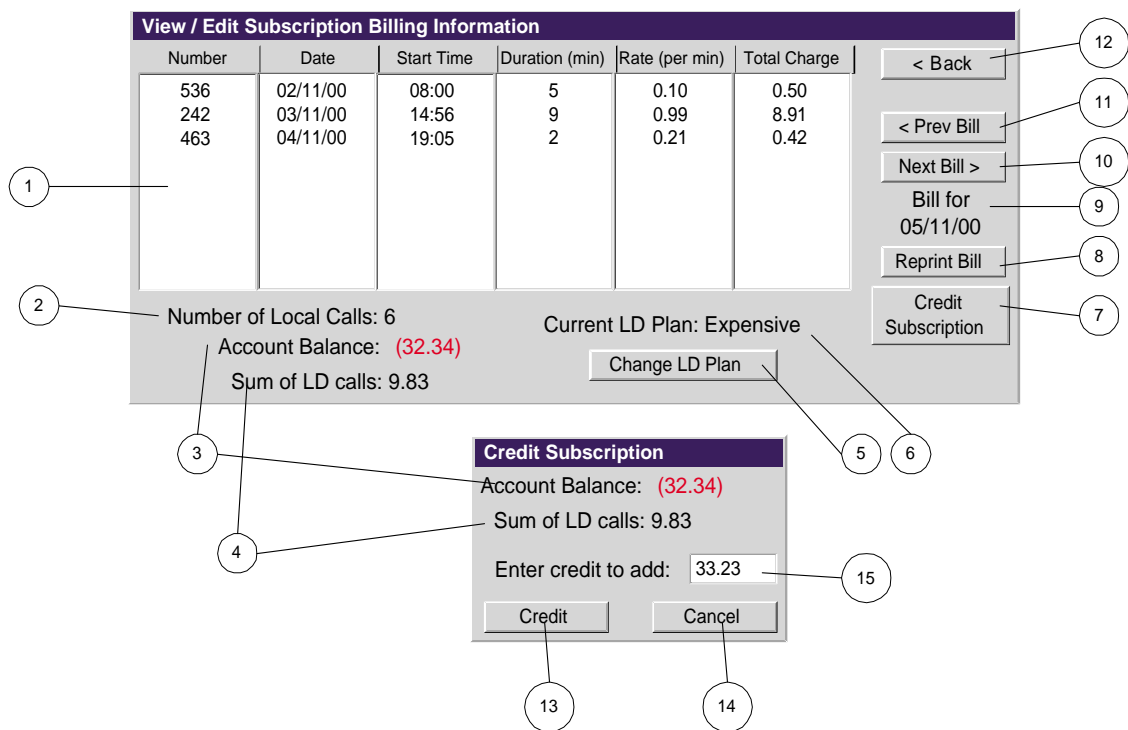 View / Edit Subscription Billing Information
Number Date Start Time Duration (min) Rate (per min) Total Charge
536 02/11/00 08:00 5 0.10 0.50
242 03/11/00 14:56 9 0.99 8.91
463 04/11/00 19:05 2 0.21 0.42
< Back
< Prev Bill
Next Bill >
Bill for
05/11/00
Reprint Bill
Credit
Subscription
Number of Local Calls: 6
Account Balance: (32.34)
Sum of LD calls: 9.83
Current LD Plan: Expensive
Change LD Plan
Credit Subscription
Account Balance: (32.34)
Sum of LD calls: 9.83
Enter credit to add: 33.23
Credit Cancel
1
2
3
4
5
6
7
8
9
10
11
12
13
14
15